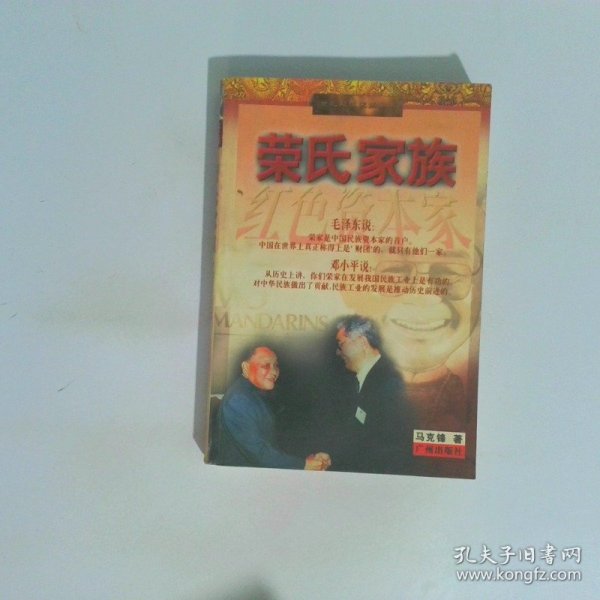 荣氏家族
红色资本家
毛泽东说:
荣家是中国民族资本家的首户,
中国在世界上真正称得上是'财团'的,就只有他们一家。
邓小平说:
从历史上讲,你们荣家在发展我国民族工业上是有功的,
对中华民族做出了贡献,民族工业的发展是推动历史前进的。
MANDARINS
马克锋 著
广州出版社
孔夫子旧书网
www.kongfz.com